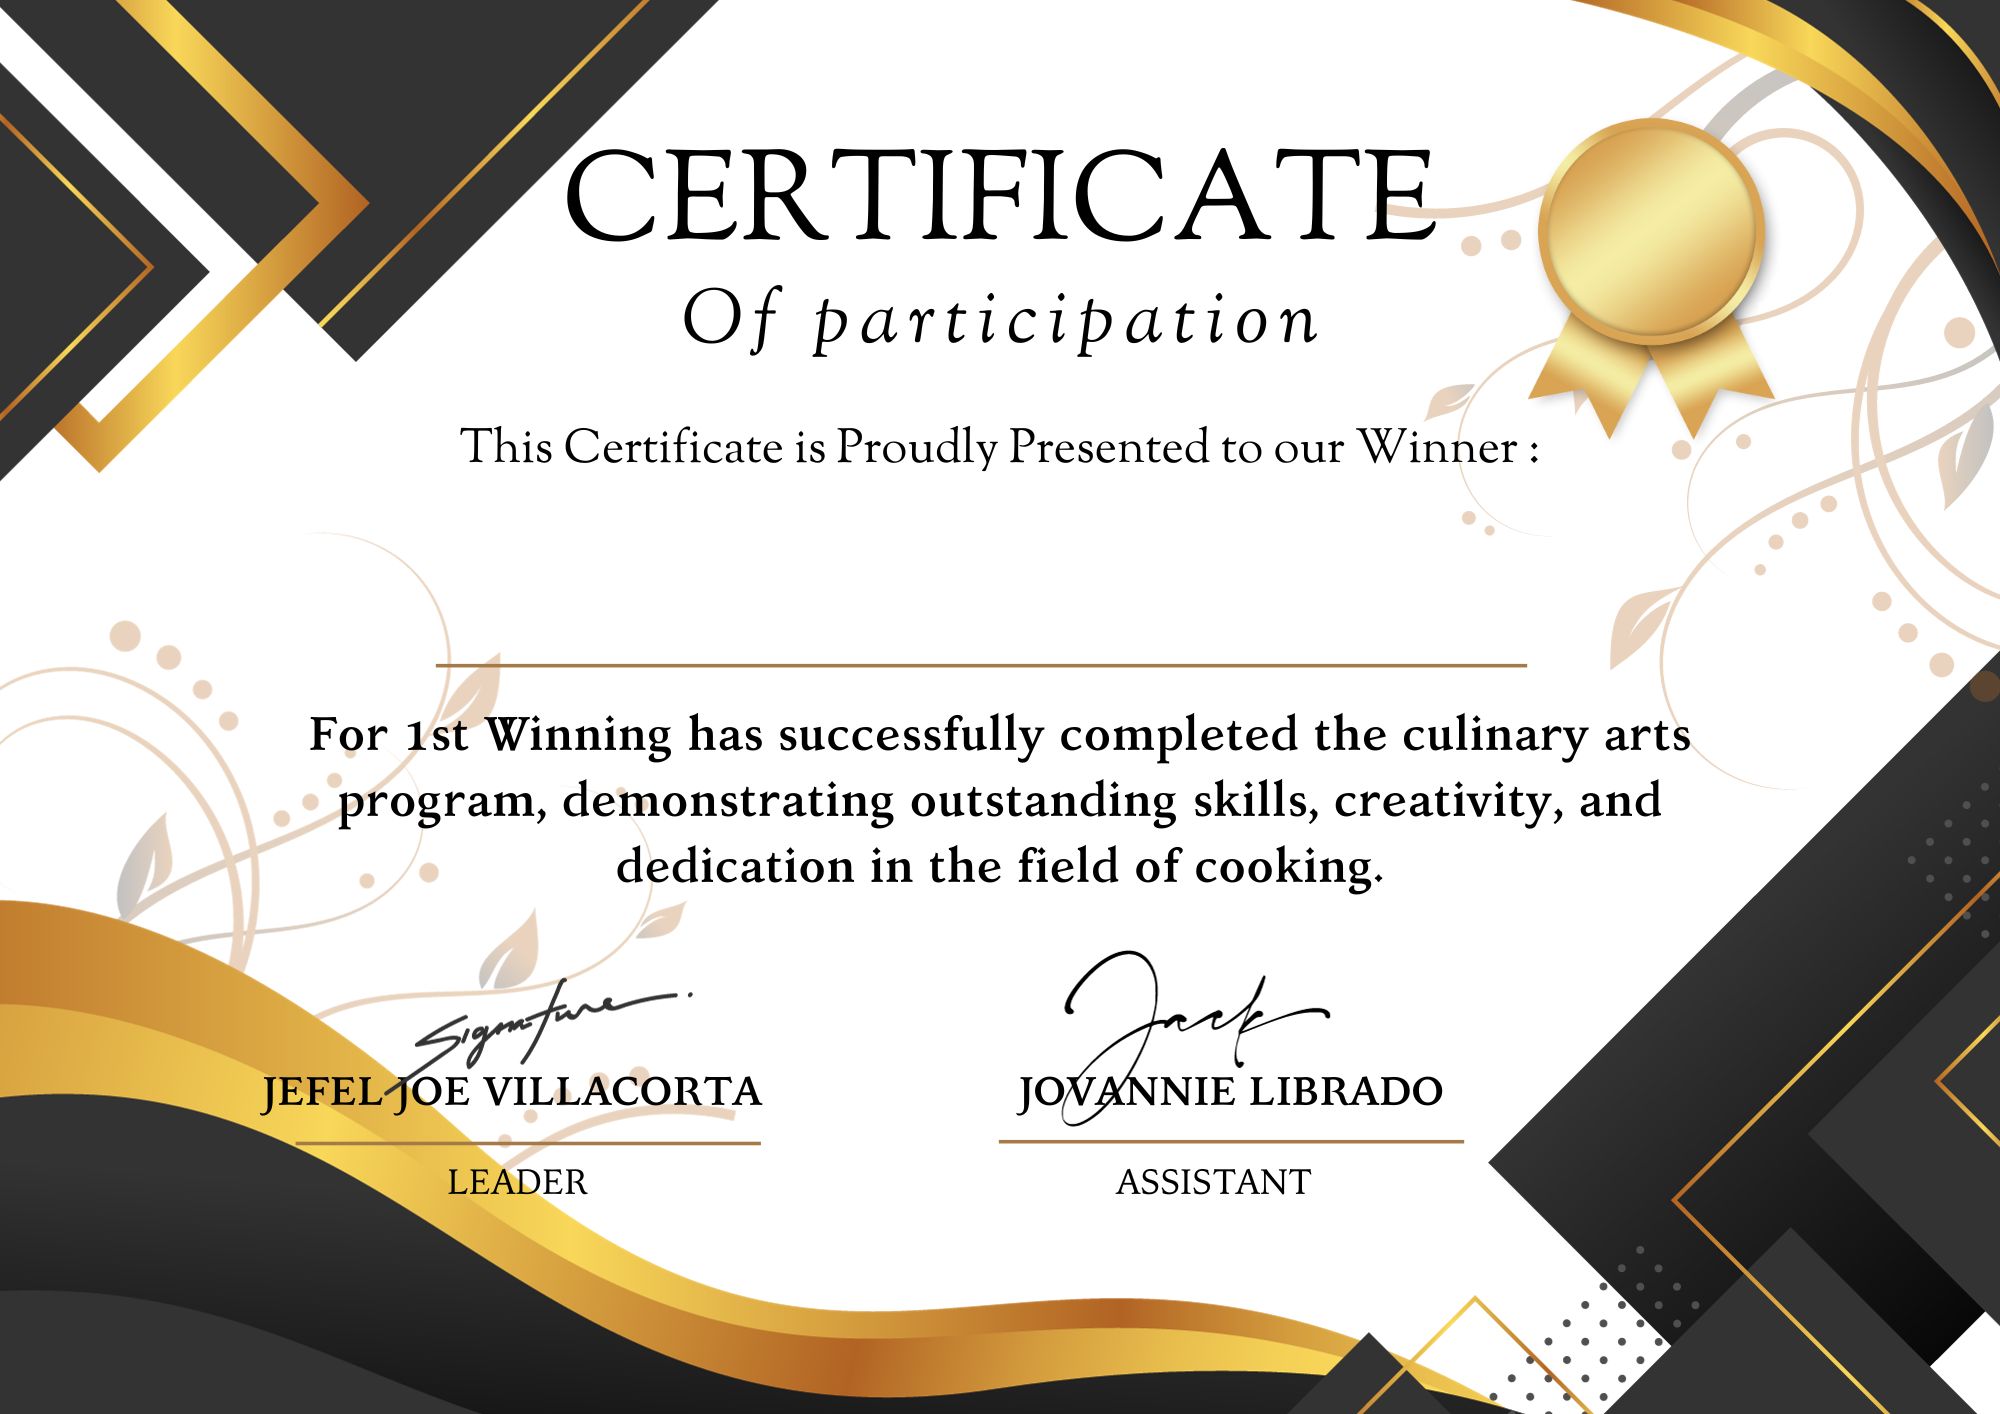 CERTIFICATE
Of participation
This Certificate is Proudly Presented to our Winner :
For 1st Winning has successfully completed the culinary arts
program, demonstrating outstanding skills, creativity, and
dedication in the field of cooking.
Signature Jack
JEFEL JOE VILLACORTA JOVANNIE LIBRADO
LEADER ASSISTANT